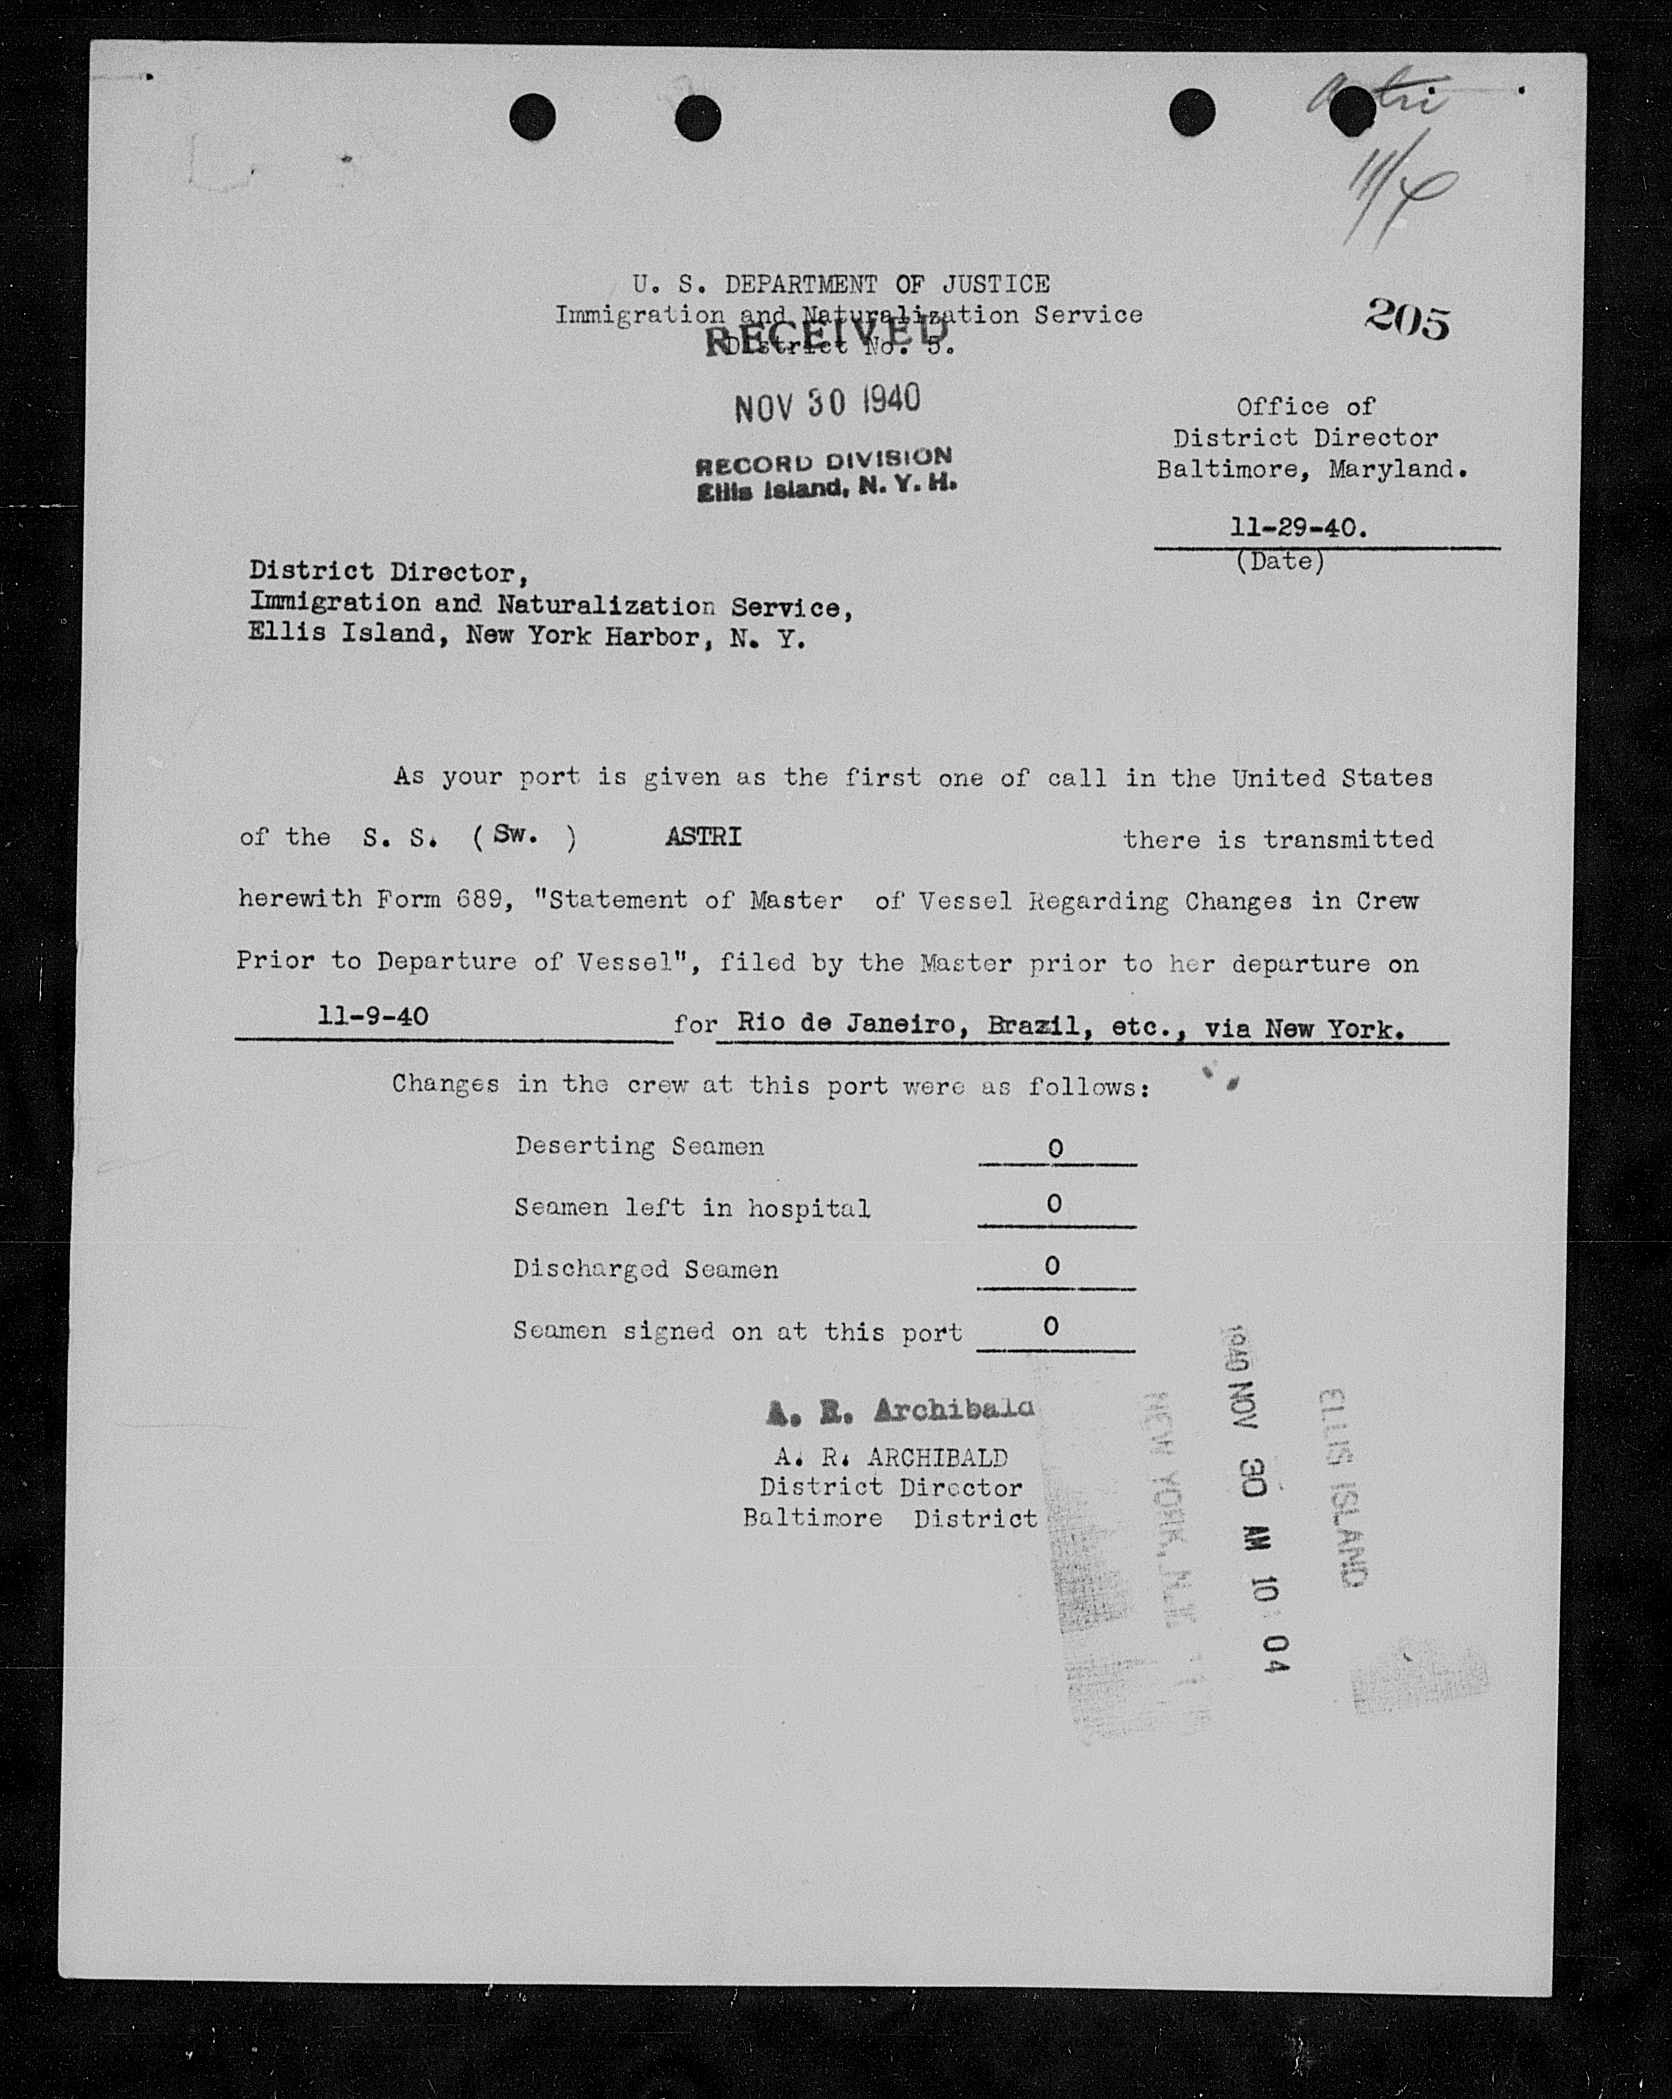 Astri
11/4
U. S. DEPARTMENT OF JUSTICE
Immigration and Naturalization Service
District No. 5.
RECEIVED
NOV 30 1940
RECORD DIVISION
Ellis Island, N. Y. H.
205
Office of
District Director
Baltimore, Maryland.
11-29-40.
(Date)
District Director,
Immigration and Naturalization Service,
Ellis Island, New York Harbor, N. Y.
As your port is given as the first one of call in the United States
of the S. S. ( Sw. ) ASTRI there is transmitted
herewith Form 689, "Statement of Master of Vessel Regarding Changes in Crew
Prior to Departure of Vessel", filed by the Master prior to her departure on
11-9-40 for Rio de Janeiro, Brazil, etc., via New York.
Changes in the crew at this port were as follows:
Deserting Seamen 0
Seamen left in hospital 0
Discharged Seamen 0
Seamen signed on at this port 0
A. R. Archibald
A. R. ARCHIBALD
District Director
Baltimore District
ELLIS ISLAND
1940 NOV 30 AM 10 04
NEW YORK,